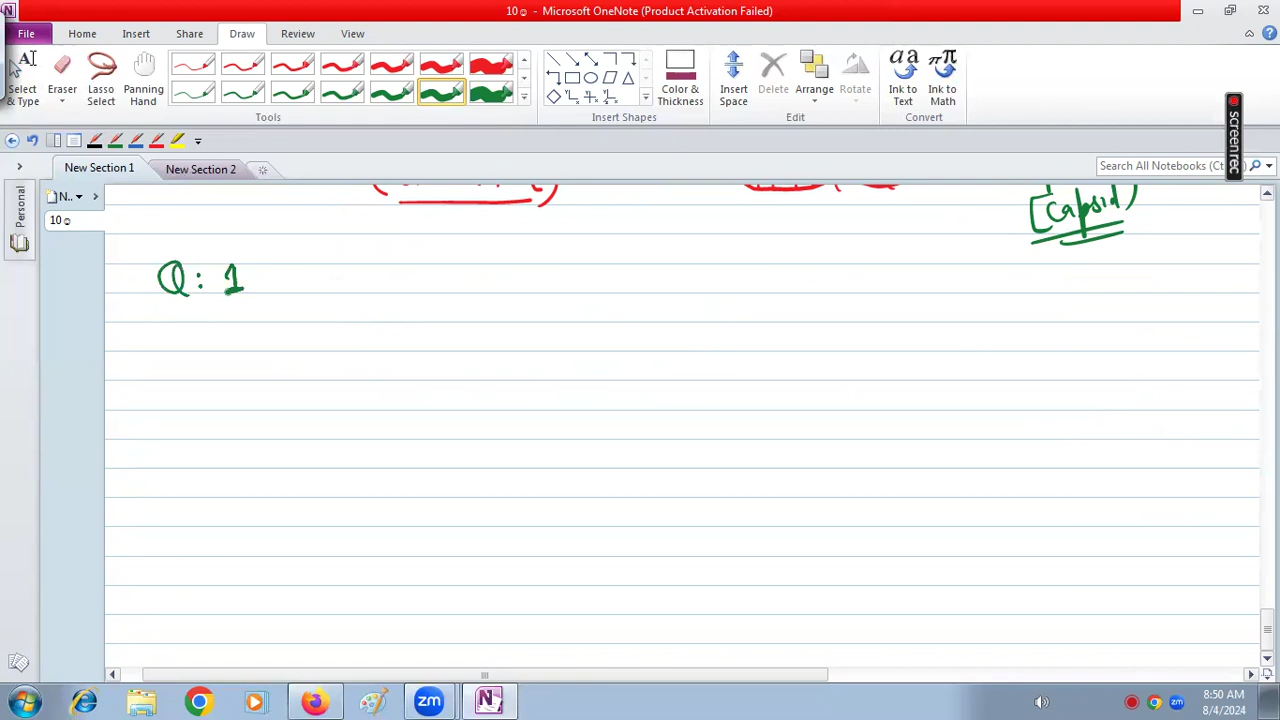 10☺ - Microsoft OneNote (Product Activation Failed)
File Home Insert Share Draw Review View
Select & Type
Eraser
Lasso Select
Panning Hand
Color & Thickness
Insert Space
Delete
Arrange
Rotate
Ink to Text
Ink to Math
Tools
Insert Shapes
Edit
Convert
New Section 1
New Section 2
Search All Notebooks (Ct
screenrec
Personal
N..
10☺
[Capsid)
Q: 1
zm
8:50 AM
8/4/2024